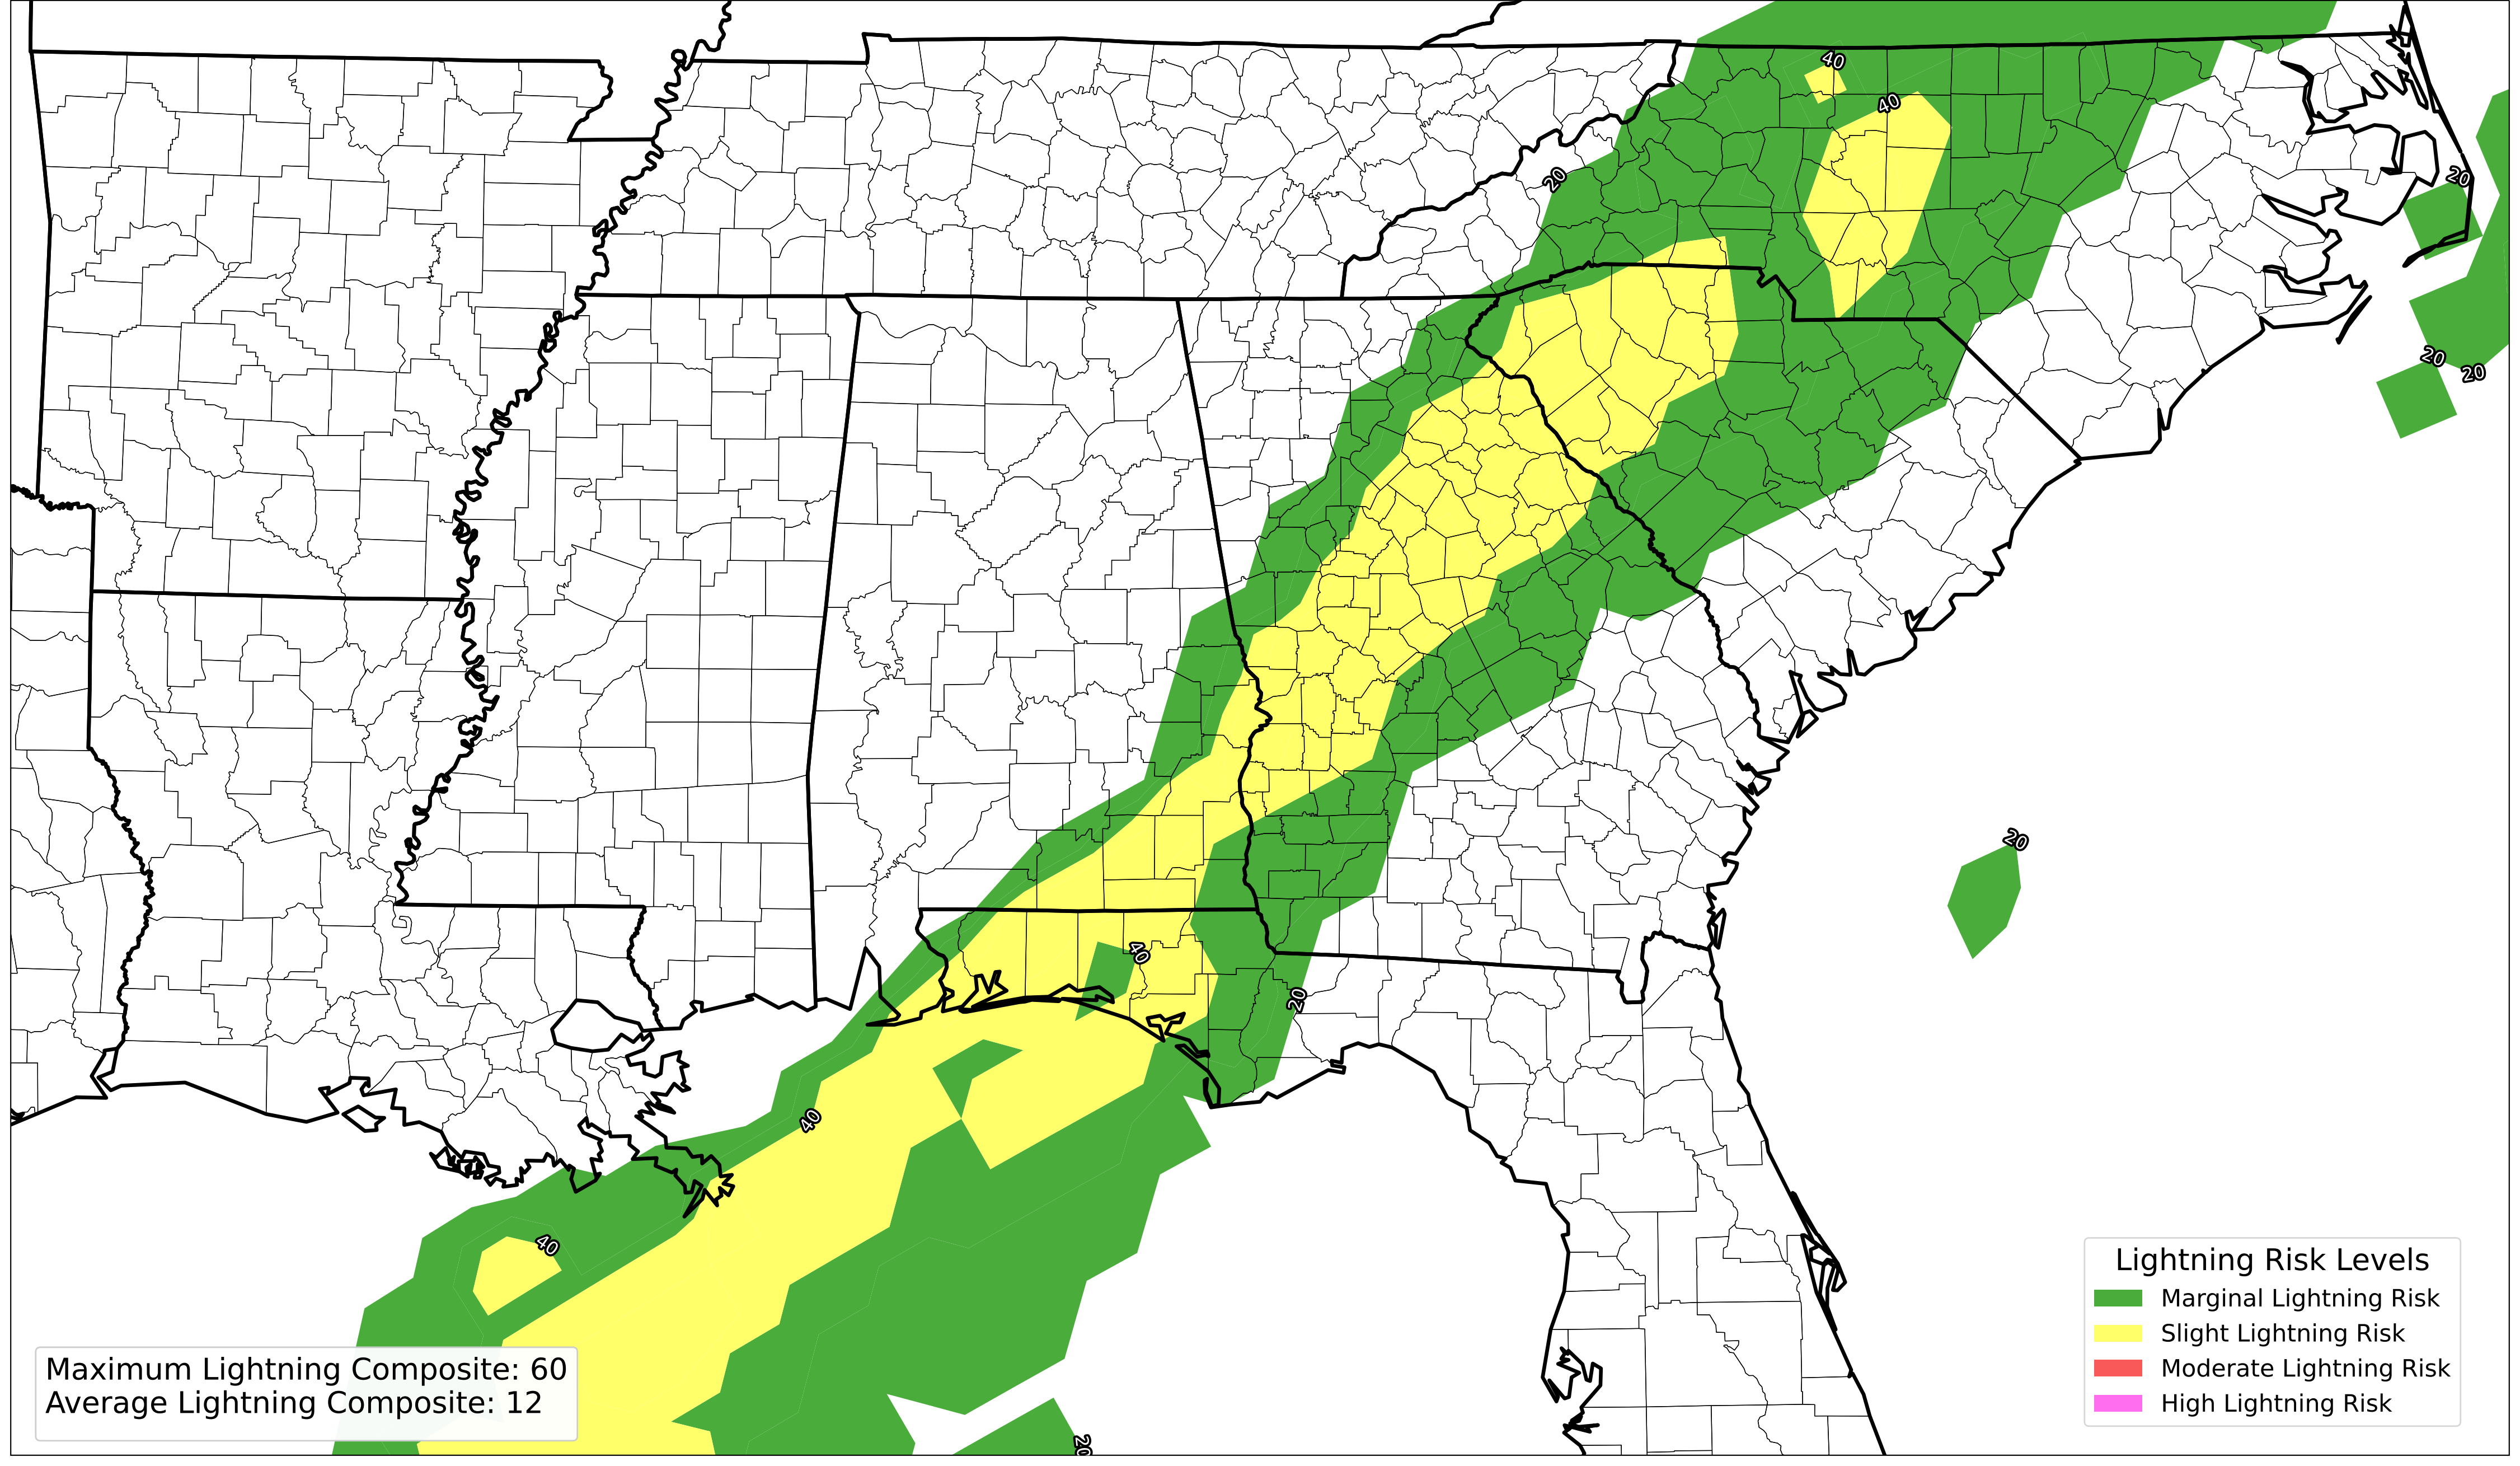 40
40
20
20
20
20
20
40
20
40
40
20
Maximum Lightning Composite: 60
Average Lightning Composite: 12
Lightning Risk Levels
Marginal Lightning Risk
Slight Lightning Risk
Moderate Lightning Risk
High Lightning Risk